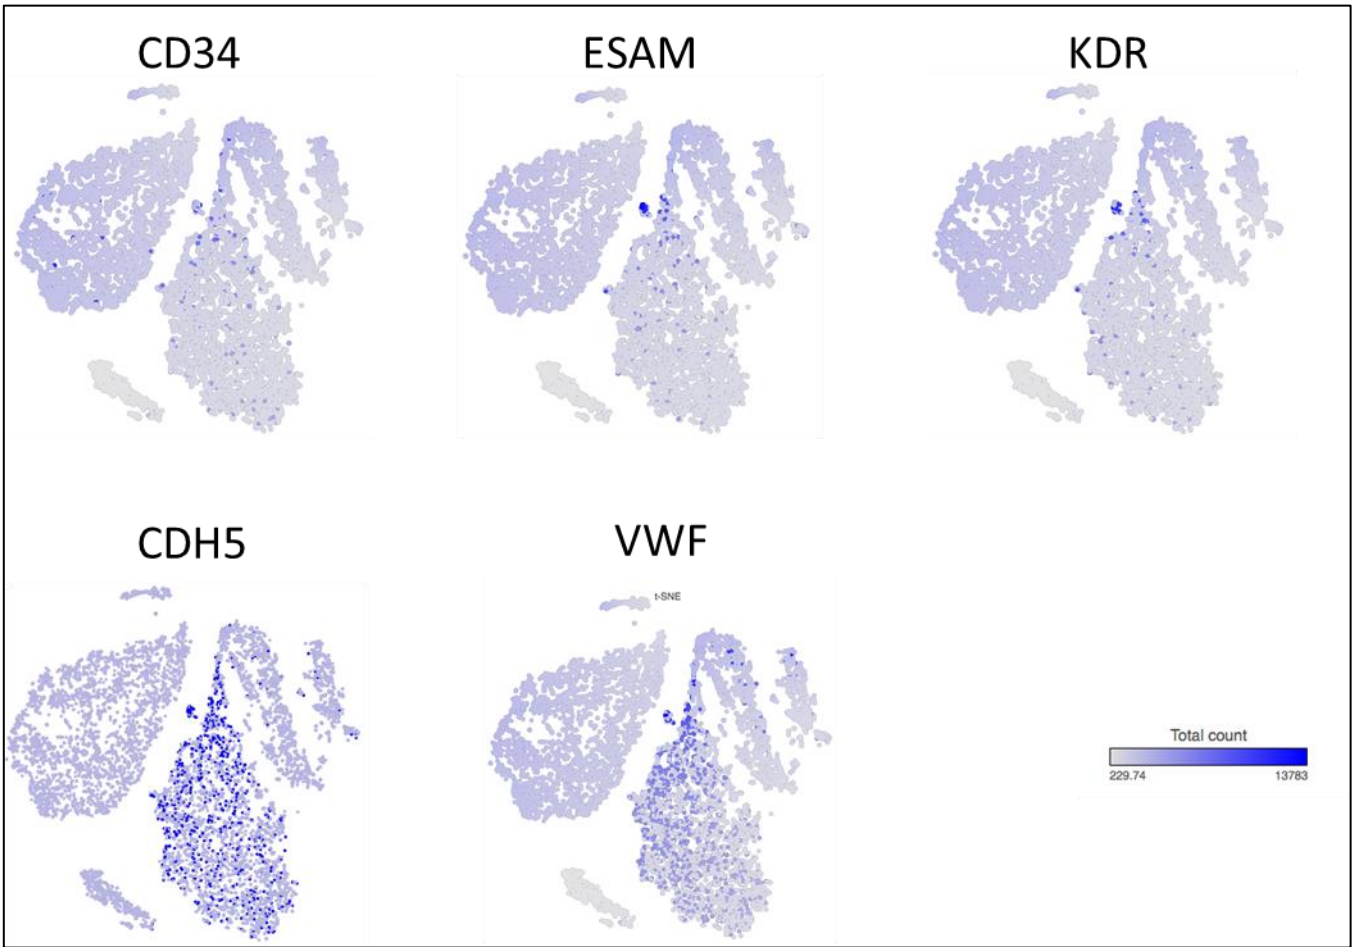 CD34
ESAM
KDR
CDH5
VWF
t-SNE
Total count
229.74
13783